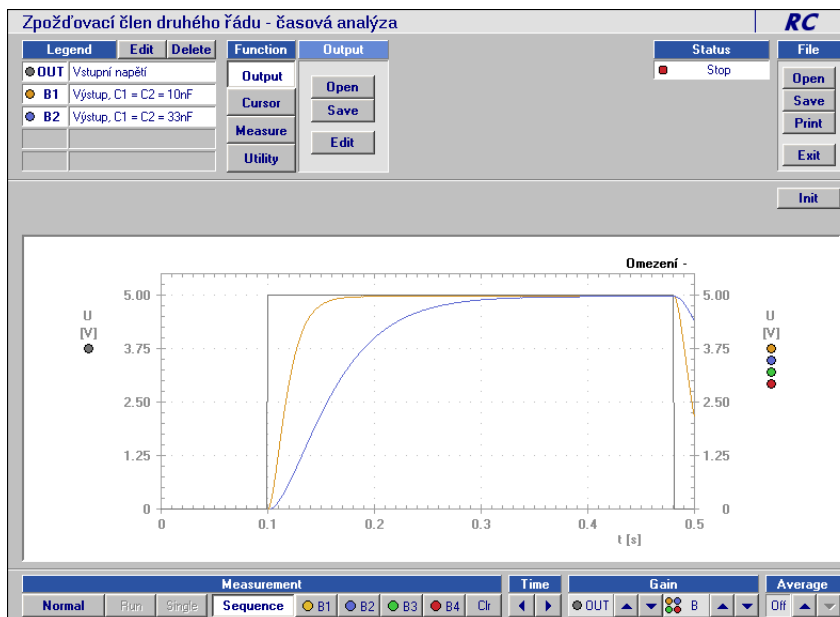 Zpožďovací člen druhého řádu - časová analýza
RC
Legend Edit Delete
OUT Vstupní napětí
B1 Výstup, C1 = C2 = 10nF
B2 Výstup, C1 = C2 = 33nF
Function
Output
Cursor
Measure
Utility
Output
Open
Save
Edit
Status
Stop
File
Open
Save
Print
Exit
Init
Omezení -
U
[V]
5.00
3.75
2.50
1.25
0
0 0.1 0.2 0.3 0.4 0.5
t [s]
5.00
3.75
2.50
1.25
0
U
[V]
Measurement
Normal Run Single Sequence B1 B2 B3 B4 Clr
Time
Gain
OUT B
Average
Off